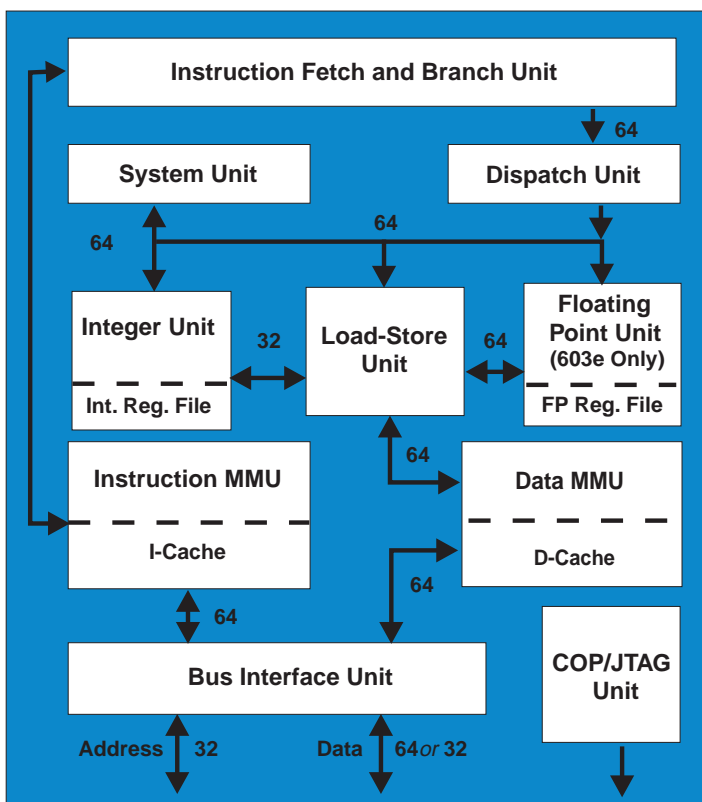 Instruction Fetch and Branch Unit
64
System Unit
Dispatch Unit
64
64
Integer Unit
Int. Reg. File
32
Load-Store
Unit
64
Floating
Point Unit
(603e Only)
FP Reg. File
64
Instruction MMU
I-Cache
Data MMU
D-Cache
64
64
Bus Interface Unit
COP/JTAG
Unit
Address 32
Data 64 or 32